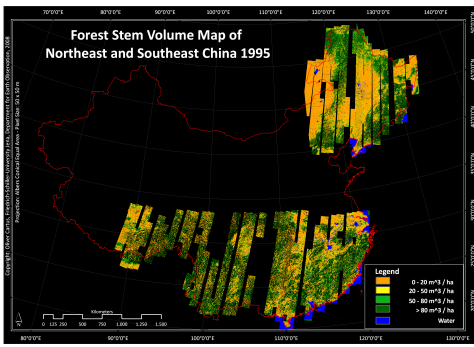 70°0'0"E
80°0'0"E
90°0'0"E
100°0'0"E
110°0'0"E
120°0'0"E
130°0'0"E
140°0'0"E
Forest Stem Volume Map of
Northeast and Southeast China 1995
Copyright: Oliver Cartus, Friedrich-Schiller-University Jena, Department for Earth Observation, 2008
Projection: Albers Conical Equal Area - Pixel Size: 50 x 50 m
Legend
0 - 20 m^3 / ha
20 - 50 m^3 / ha
50 - 80 m^3 / ha
> 80 m^3 / ha
Water
Kilometers
0 125 250 500 750 1.000 1.250 1.500
N
80°0'0"E
90°0'0"E
100°0'0"E
110°0'0"E
120°0'0"E
130°0'0"E